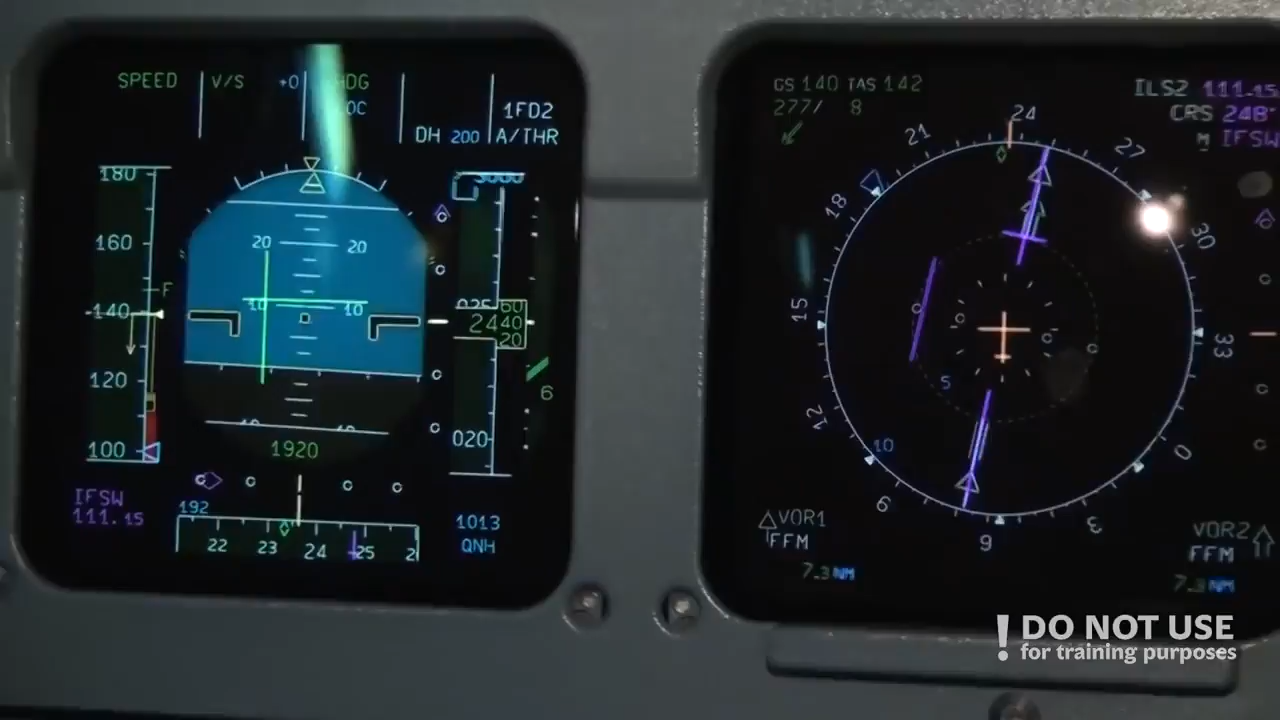 SPEED V/S +0
1FD2
DH 200 A/THR
180
160
F
140
120
100
20 20
10 10
2440
60
20
020
6
1920
IFSW
111.15
192
22 23 24 25
1013
QNH
GS 140 TAS 142
277/ 8
ILS2 111.15
CRS 248°
M IFSW
24
21
27
18
30
15
33
12
0
9
3
6
5
10
VOR1
FFM
7.3 NM
VOR2
FFM
7.3 NM
! DO NOT USE
for training purposes